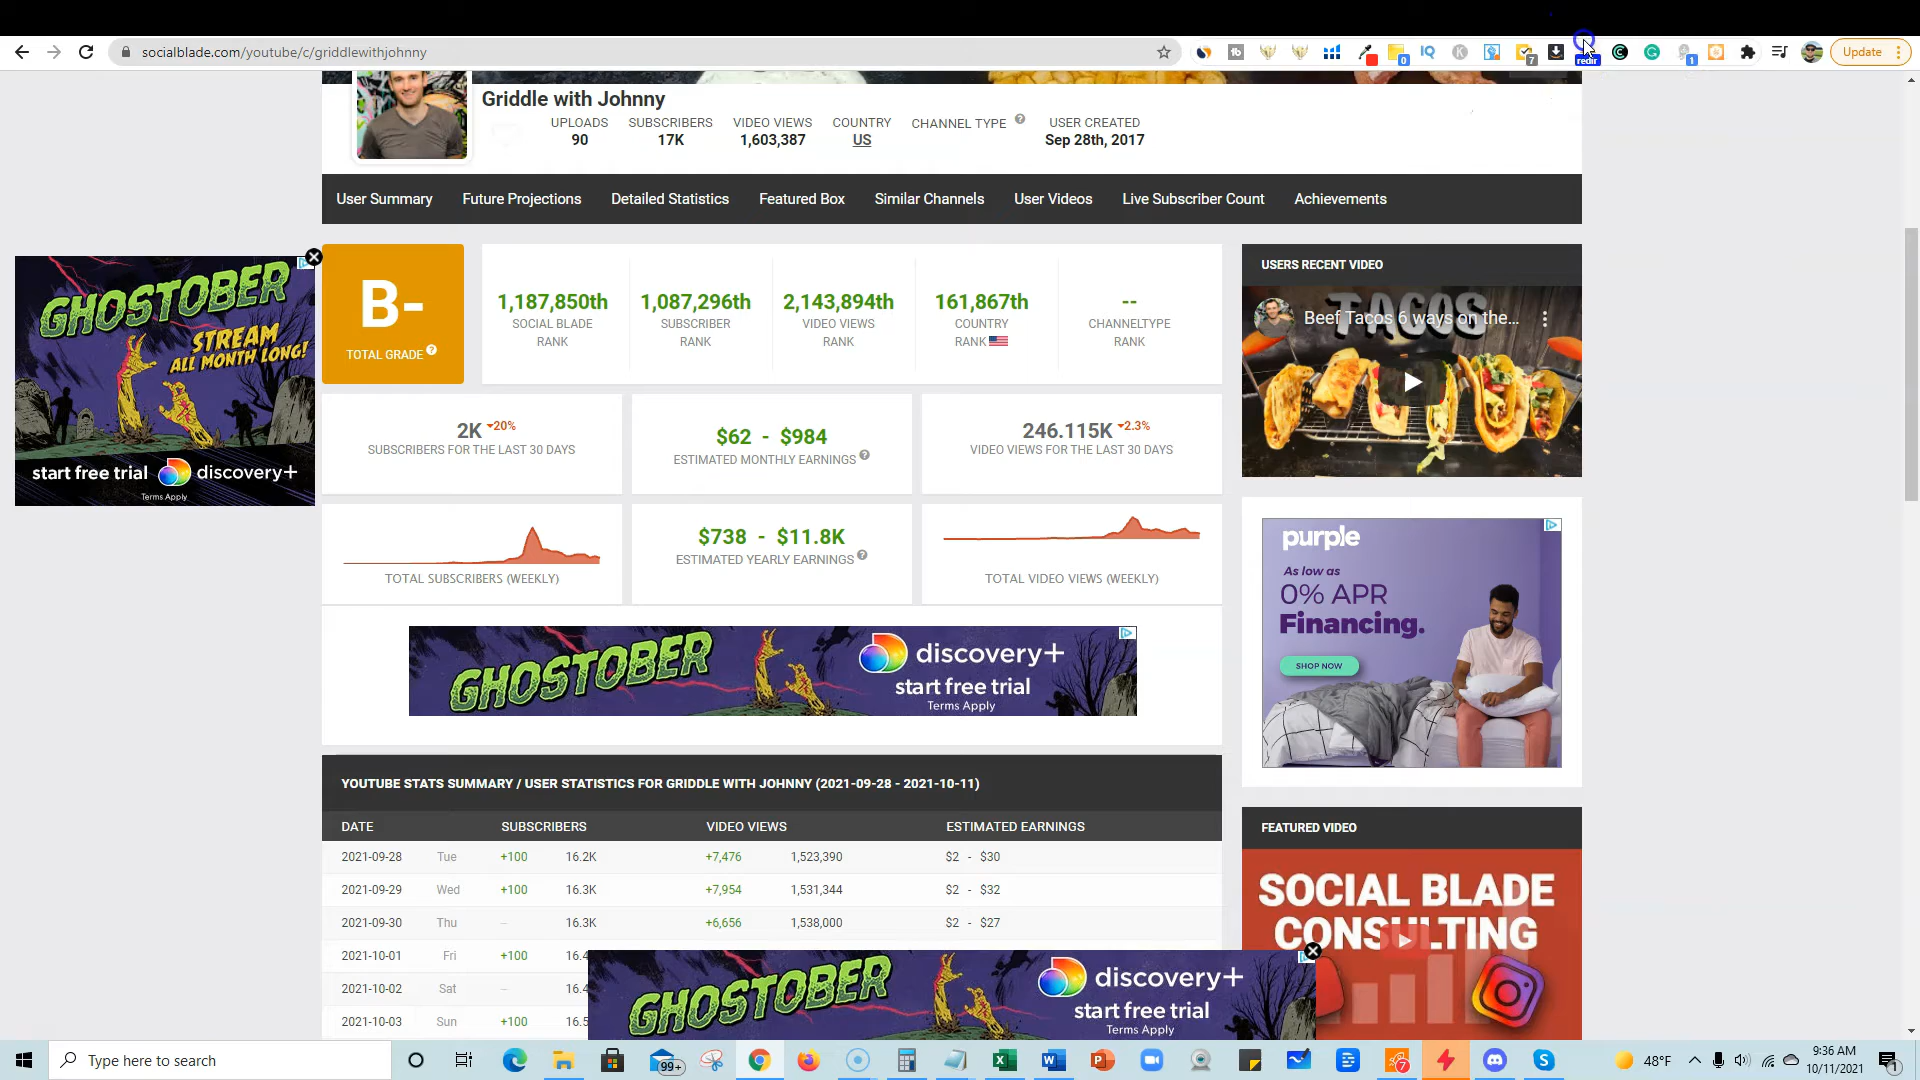 socialblade.com/youtube/c/griddlewithjohnny
Update
redir
Griddle with Johnny
UPLOADS
90
SUBSCRIBERS
17K
VIDEO VIEWS
1,603,387
COUNTRY
US
CHANNEL TYPE
USER CREATED
Sep 28th, 2017
User Summary
Future Projections
Detailed Statistics
Featured Box
Similar Channels
User Videos
Live Subscriber Count
Achievements
GHOSTOBER
STREAM
ALL MONTH LONG!
start free trial discovery+
Terms Apply
B-
TOTAL GRADE
1,187,850th
SOCIAL BLADE
RANK
1,087,296th
SUBSCRIBER
RANK
2,143,894th
VIDEO VIEWS
RANK
161,867th
COUNTRY
RANK
--
CHANNELTYPE
RANK
2K 20%
SUBSCRIBERS FOR THE LAST 30 DAYS
$62 - $984
ESTIMATED MONTHLY EARNINGS
246.115K 2.3%
VIDEO VIEWS FOR THE LAST 30 DAYS
TOTAL SUBSCRIBERS (WEEKLY)
$738 - $11.8K
ESTIMATED YEARLY EARNINGS
TOTAL VIDEO VIEWS (WEEKLY)
GHOSTOBER
discovery+
start free trial
Terms Apply
USERS RECENT VIDEO
TACOS
Beef Tacos 6 ways on the...
purple
As low as
0% APR
Financing.
SHOP NOW
YOUTUBE STATS SUMMARY / USER STATISTICS FOR GRIDDLE WITH JOHNNY (2021-09-28 - 2021-10-11)
DATE SUBSCRIBERS VIDEO VIEWS ESTIMATED EARNINGS
2021-09-28 Tue +100 16.2K +7,476 1,523,390 $2 - $30
2021-09-29 Wed +100 16.3K +7,954 1,531,344 $2 - $32
2021-09-30 Thu -- 16.3K +6,656 1,538,000 $2 - $27
2021-10-01 Fri +100 16.4
2021-10-02 Sat -- 16.4
2021-10-03 Sun +100 16.5
GHOSTOBER
discovery+
start free trial
Terms Apply
FEATURED VIDEO
SOCIAL BLADE
CONSULTING
Type here to search
99+
7
48°F
9:36 AM
10/11/2021
1